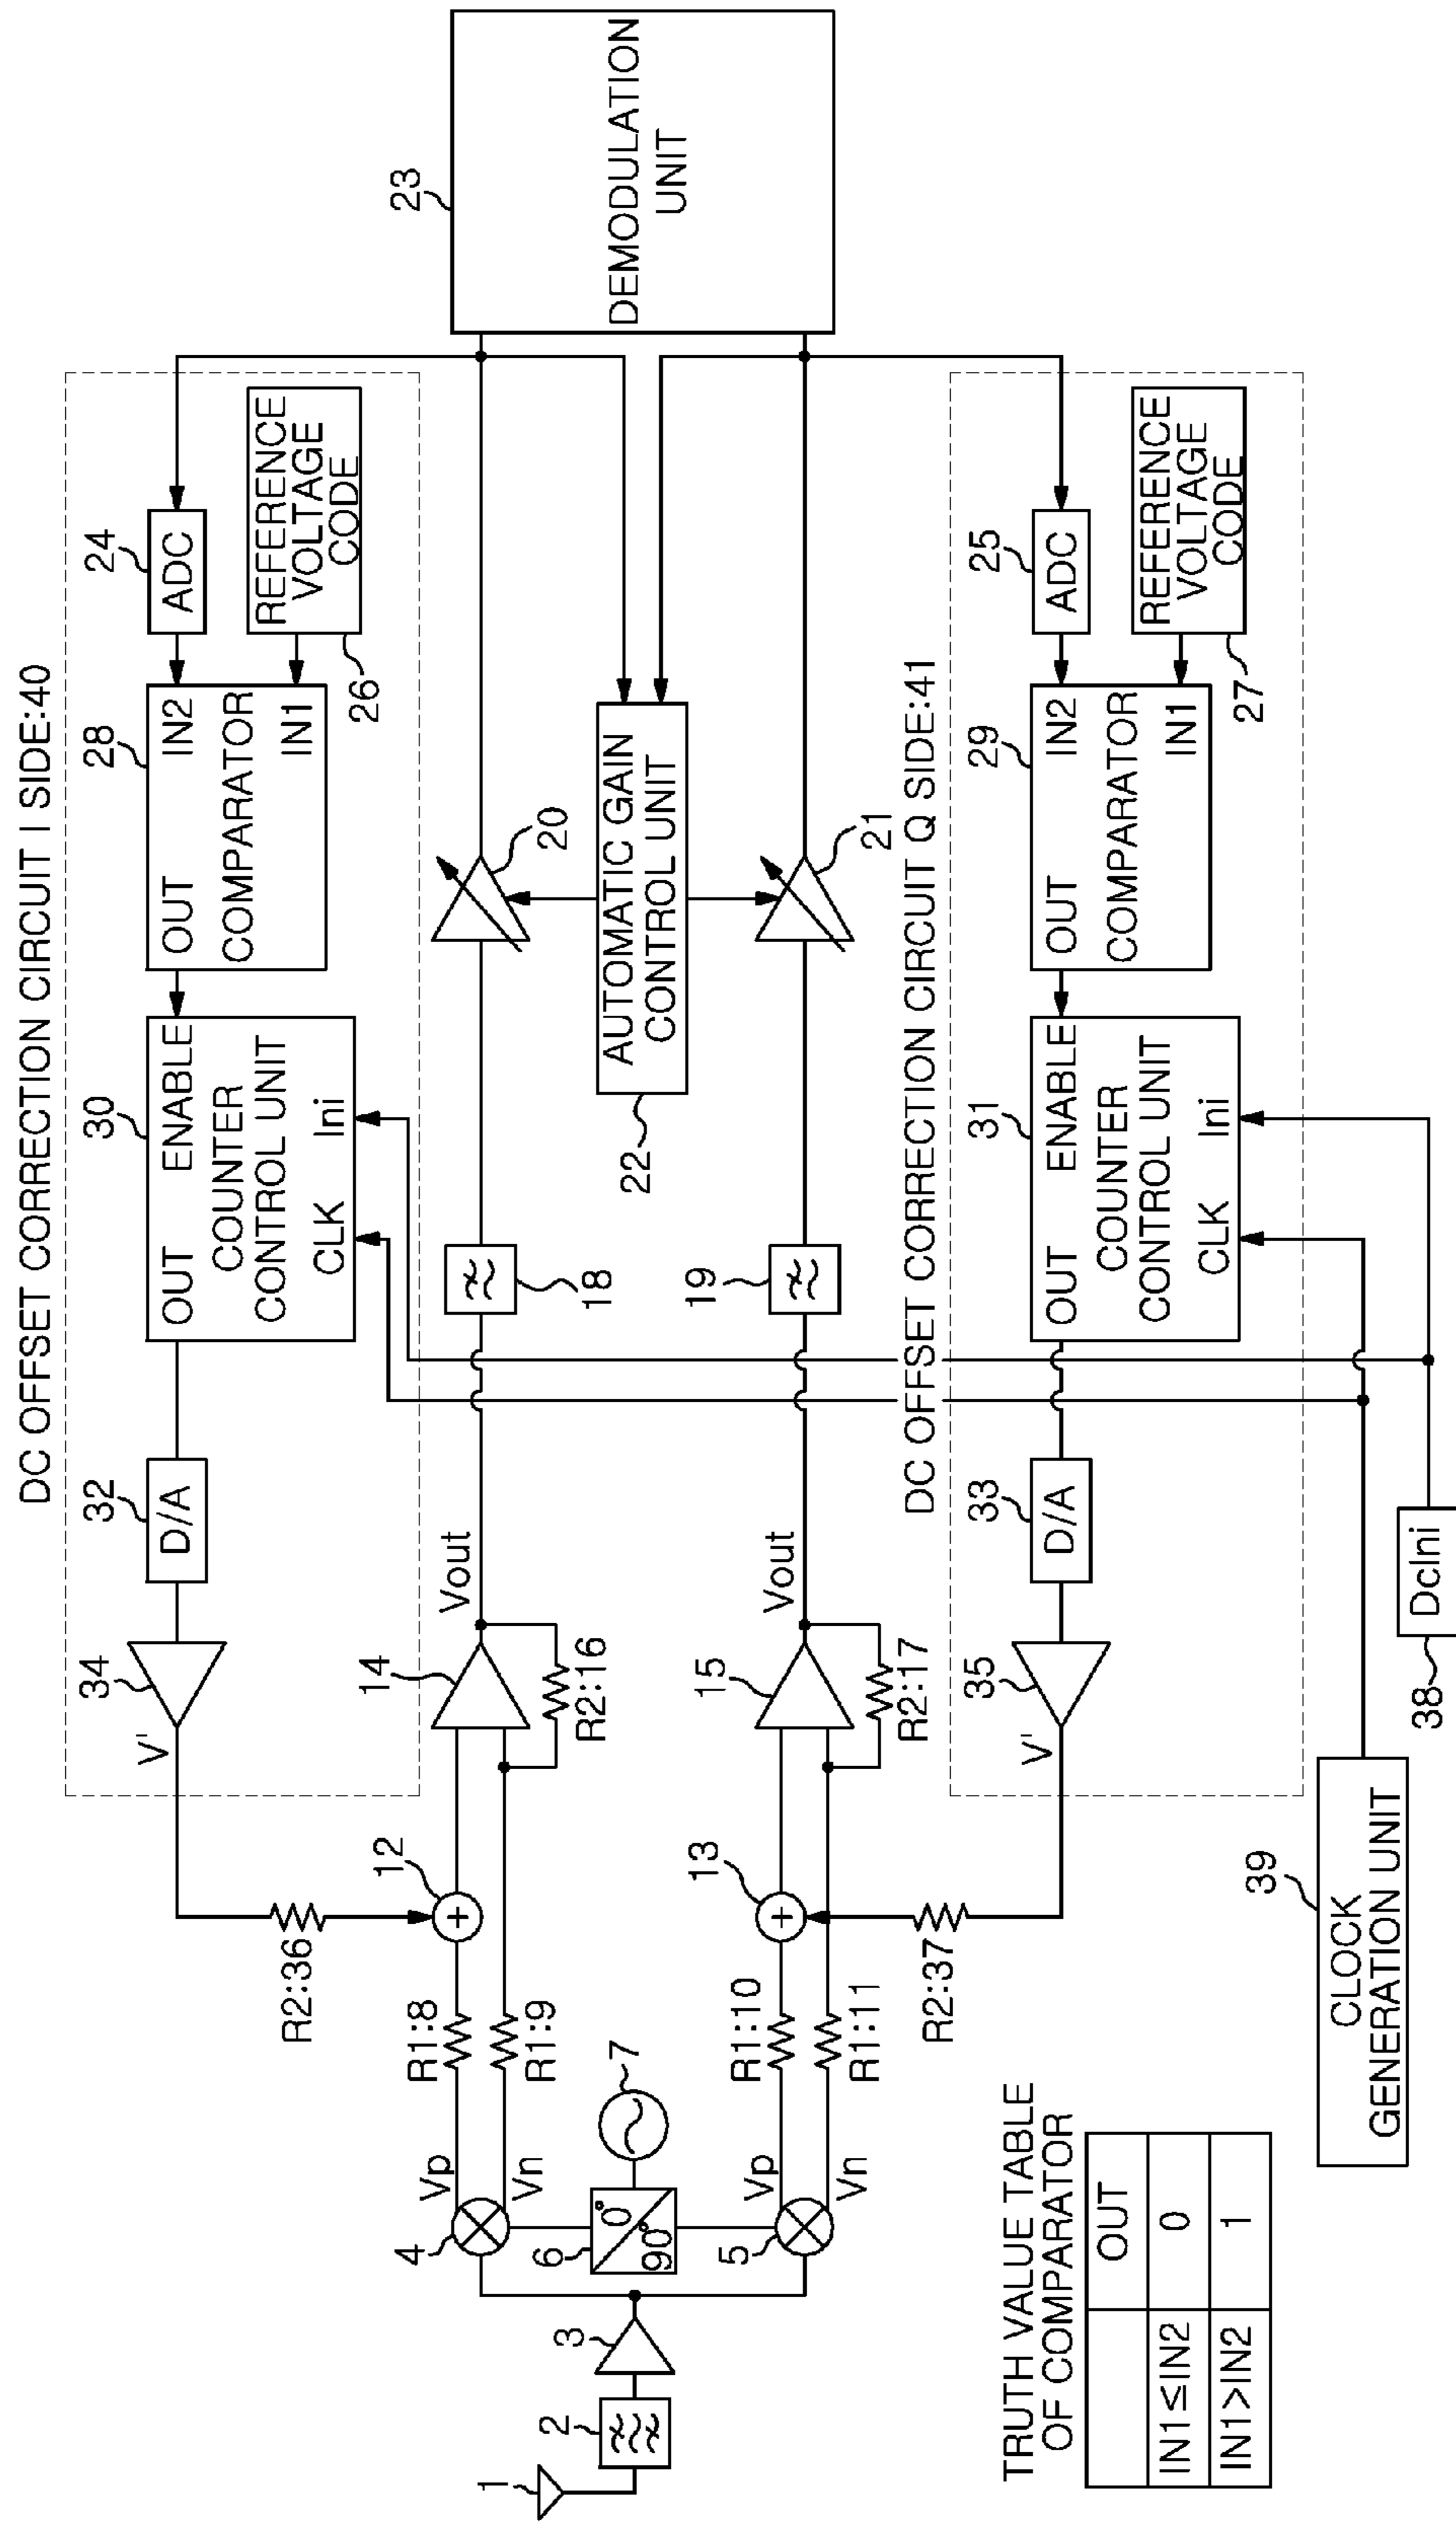 DC OFFSET CORRECTION CIRCUIT I SIDE:40
34
V'
32
D/A
30
OUT
ENABLE
COUNTER
CONTROL UNIT
CLK
Ini
28
OUT
IN2
COMPARATOR
IN1
24
ADC
26
REFERENCE
VOLTAGE
CODE
23
DEMODULATION
UNIT
R2:36
12
+
14
Vout
R2:16
18
20
AUTOMATIC GAIN
CONTROL UNIT
22
1
2
3
4
Vp
Vn
R1:8
R1:9
7
6
0°
90°
5
Vp
Vn
R1:10
R1:11
13
+
15
Vout
R2:17
19
21
R2:37
DC OFFSET CORRECTION CIRCUIT Q SIDE:41
35
V'
33
D/A
31
OUT
ENABLE
COUNTER
CONTROL UNIT
CLK
Ini
29
OUT
IN2
COMPARATOR
IN1
25
ADC
27
REFERENCE
VOLTAGE
CODE
39
CLOCK
GENERATION UNIT
38
DcIni
TRUTH VALUE TABLE
OF COMPARATOR
OUT
IN1≤IN2 0
IN1>IN2 1